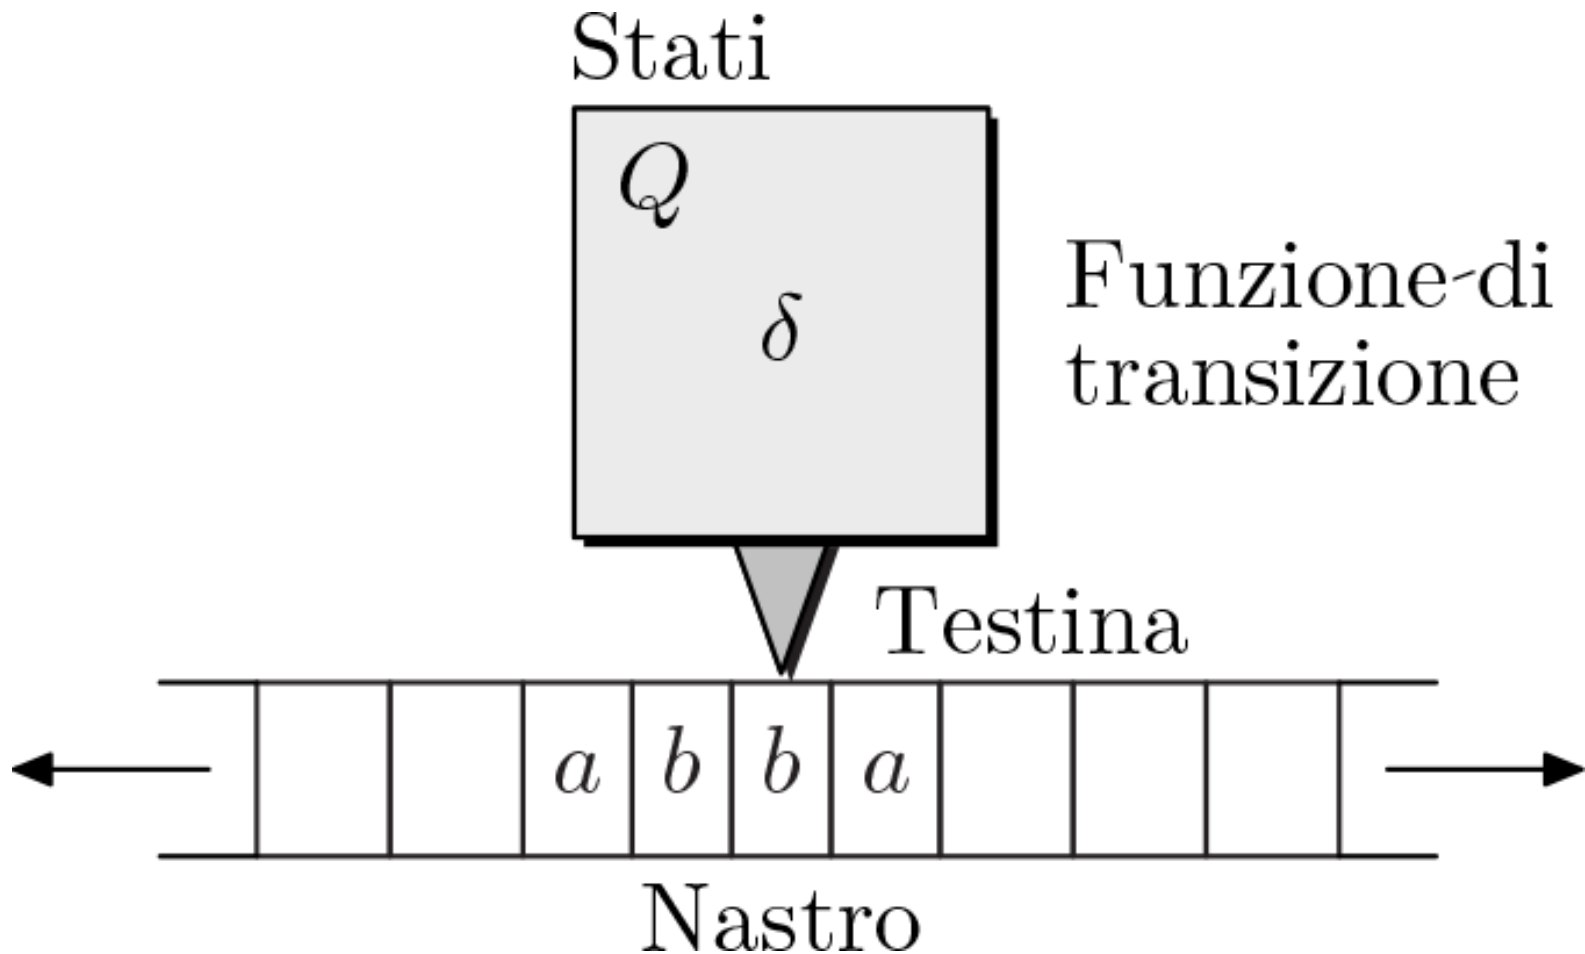 Stati
Q
δ
Funzione-di
transizione
Testina
a b b a
Nastro